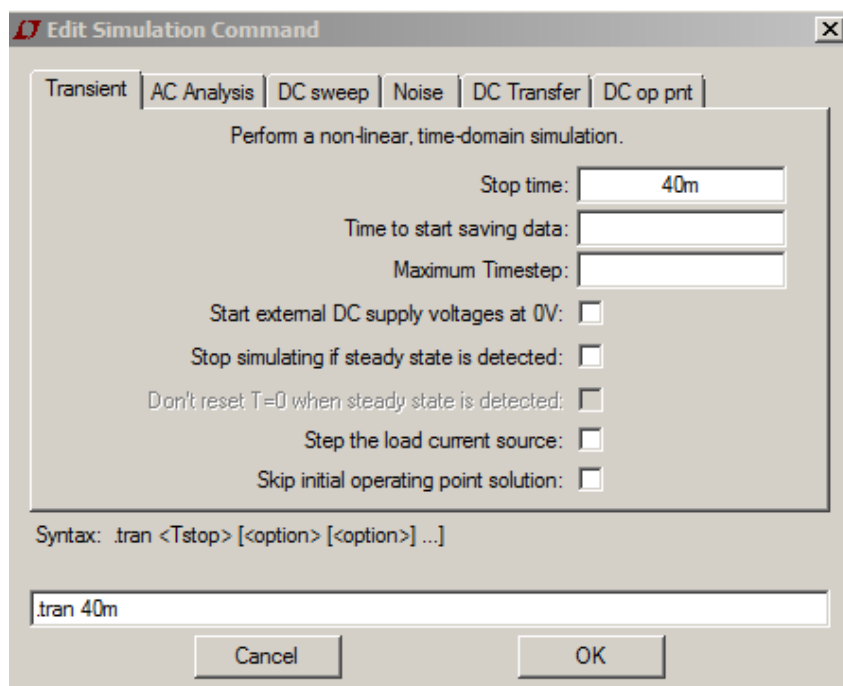 Edit Simulation Command
Transient AC Analysis DC sweep Noise DC Transfer DC op pnt
Perform a non-linear, time-domain simulation.
Stop time: 40m
Time to start saving data:
Maximum Timestep:
Start external DC supply voltages at 0V:
Stop simulating if steady state is detected:
Don't reset T=0 when steady state is detected:
Step the load current source:
Skip initial operating point solution:
Syntax: .tran <Tstop> [<option> [<option>] ...]
.tran 40m
Cancel OK